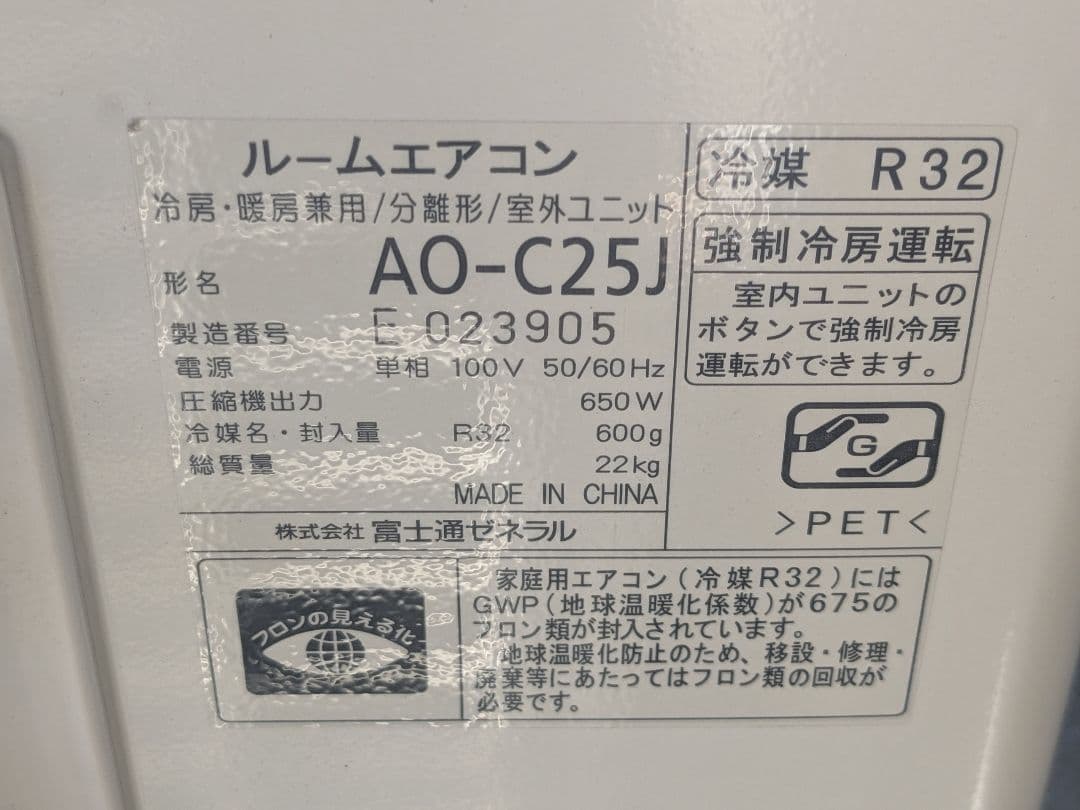 ルームエアコン
冷房・暖房兼用/分離形/室外ユニット
形名 AO-C25J
製造番号 E 023905
電源 単相 100V 50/60Hz
圧縮機出力 650W
冷媒名・封入量 R32 600g
総質量 22kg
MADE IN CHINA
株式会社 富士通ゼネラル
冷媒 R32
強制冷房運転
室内ユニットの
ボタンで強制冷房
運転ができます。
G
>PET<
フロンの見える化
家庭用エアコン(冷媒R32)には
GWP(地球温暖化係数)が675の
フロン類が封入されています。
地球温暖化防止のため、移設・修理・
廃棄等にあたってはフロン類の回収が
必要です。